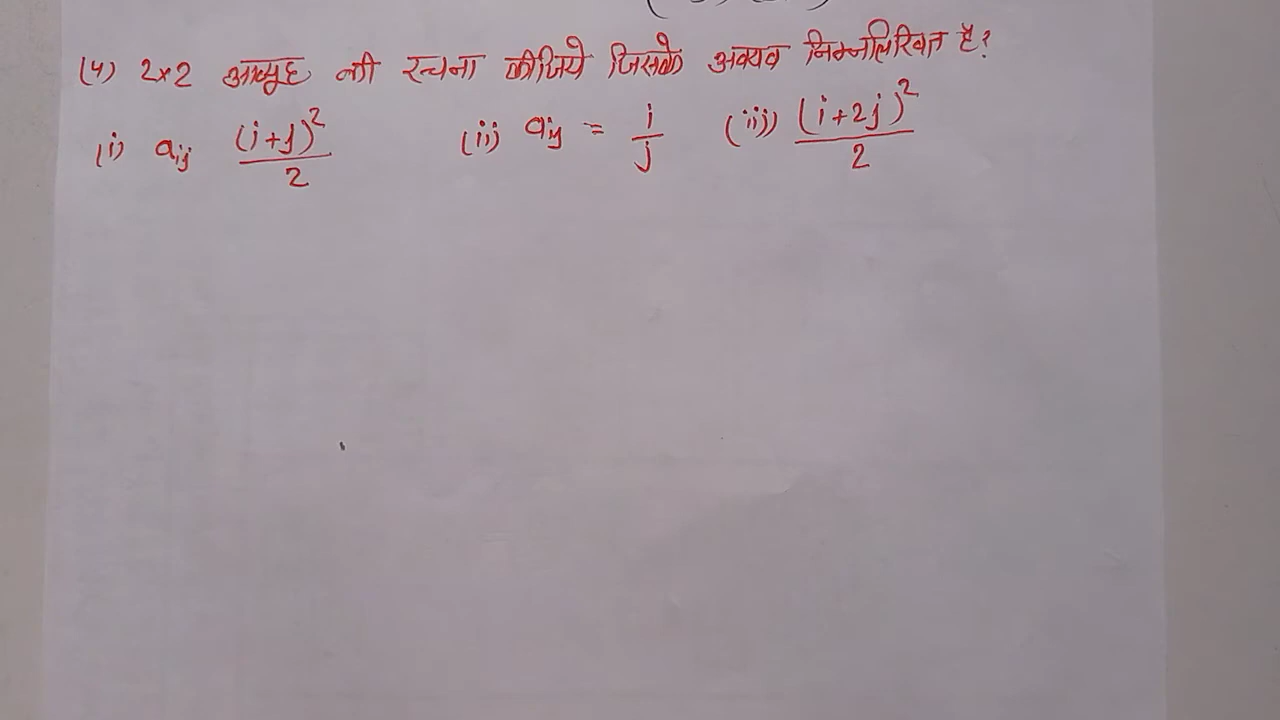 (4) 2×2 आव्यूह की रचना कीजिये जिसके अवयव निम्नलिखित है?
(i) aij (i+j)²/2 (ii) aij = i/j (iii) (i+2j)²/2